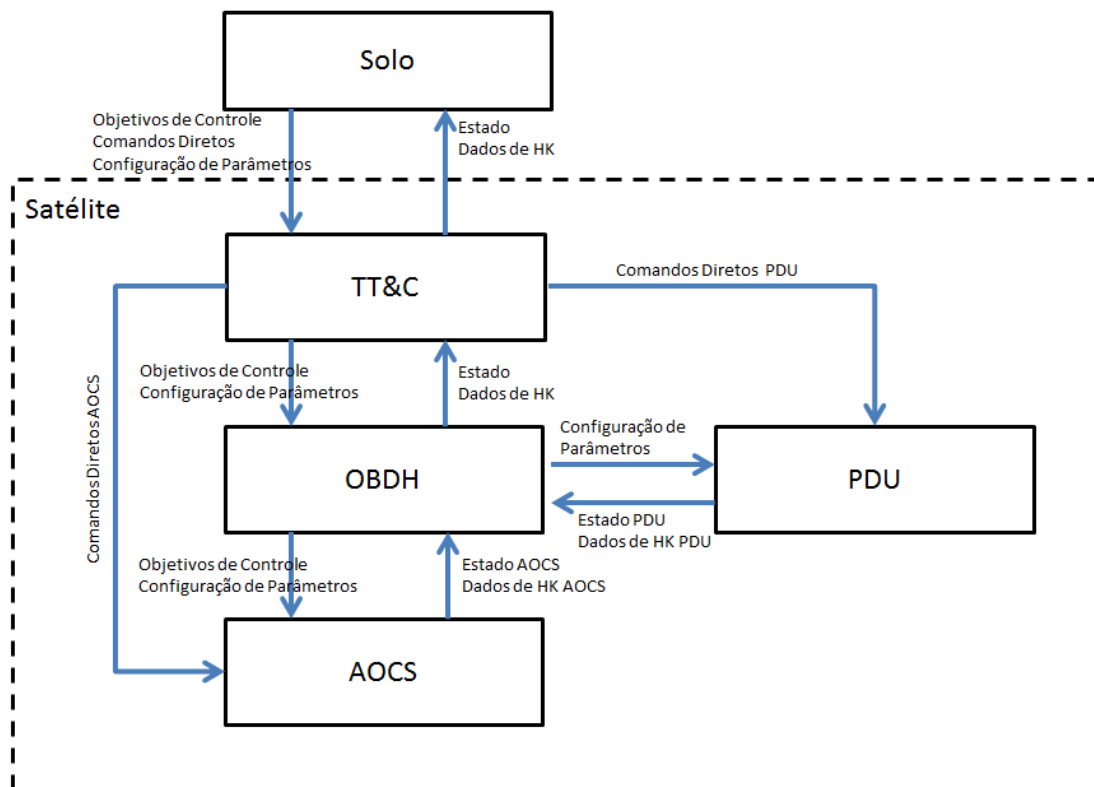 Solo
Objetivos de Controle
Comandos Diretos
Configuração de Parâmetros
Estado
Dados de HK
Satélite
TT&C
Comandos Diretos PDU
Comandos Diretos AOCS
Objetivos de Controle
Configuração de Parâmetros
Estado
Dados de HK
OBDH
Configuração de
Parâmetros
PDU
Estado PDU
Dados de HK PDU
Objetivos de Controle
Configuração de Parâmetros
Estado AOCS
Dados de HK AOCS
AOCS